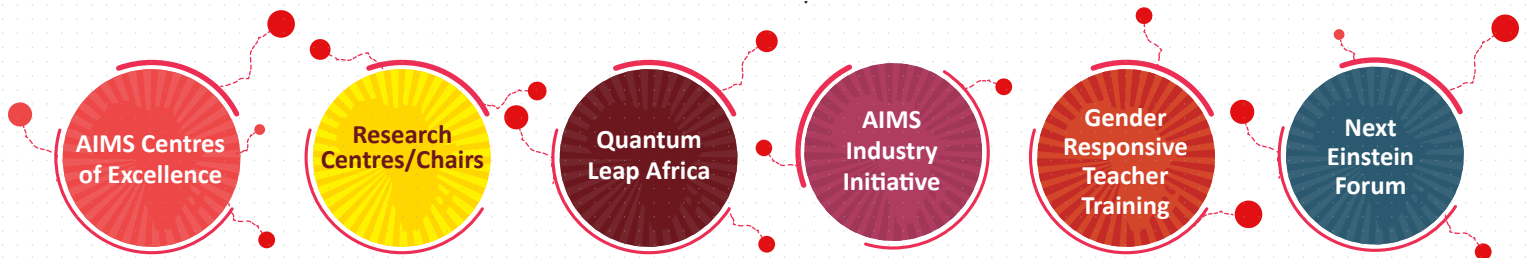 AIMS Centres
of Excellence
Research
Centres/Chairs
Quantum
Leap Africa
AIMS
Industry
Initiative
Gender
Responsive
Teacher
Training
Next
Einstein
Forum